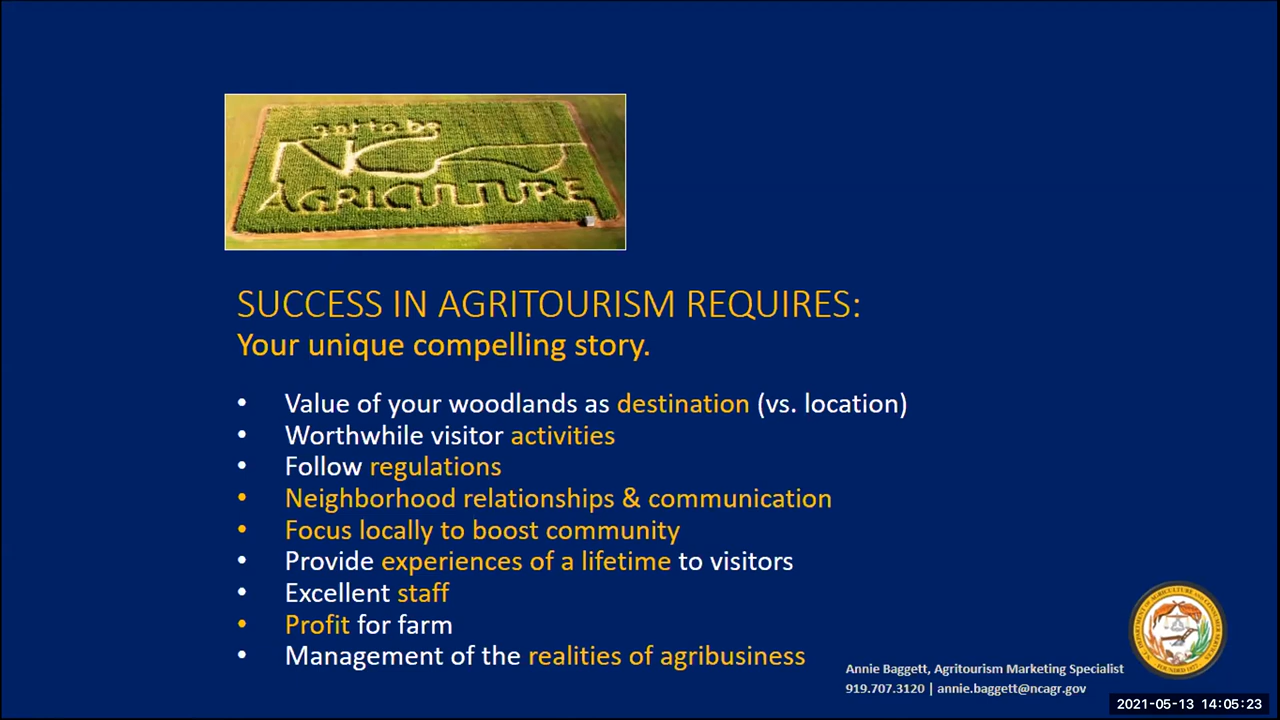 got to be
NC
AGRICULTURE
SUCCESS IN AGRITOURISM REQUIRES:
Your unique compelling story.
• Value of your woodlands as destination (vs. location)
• Worthwhile visitor activities
• Follow regulations
• Neighborhood relationships & communication
• Focus locally to boost community
• Provide experiences of a lifetime to visitors
• Excellent staff
• Profit for farm
• Management of the realities of agribusiness
Annie Baggett, Agritourism Marketing Specialist
919.707.3120 | annie.baggett@ncagr.gov
2021-05-13 14:05:23